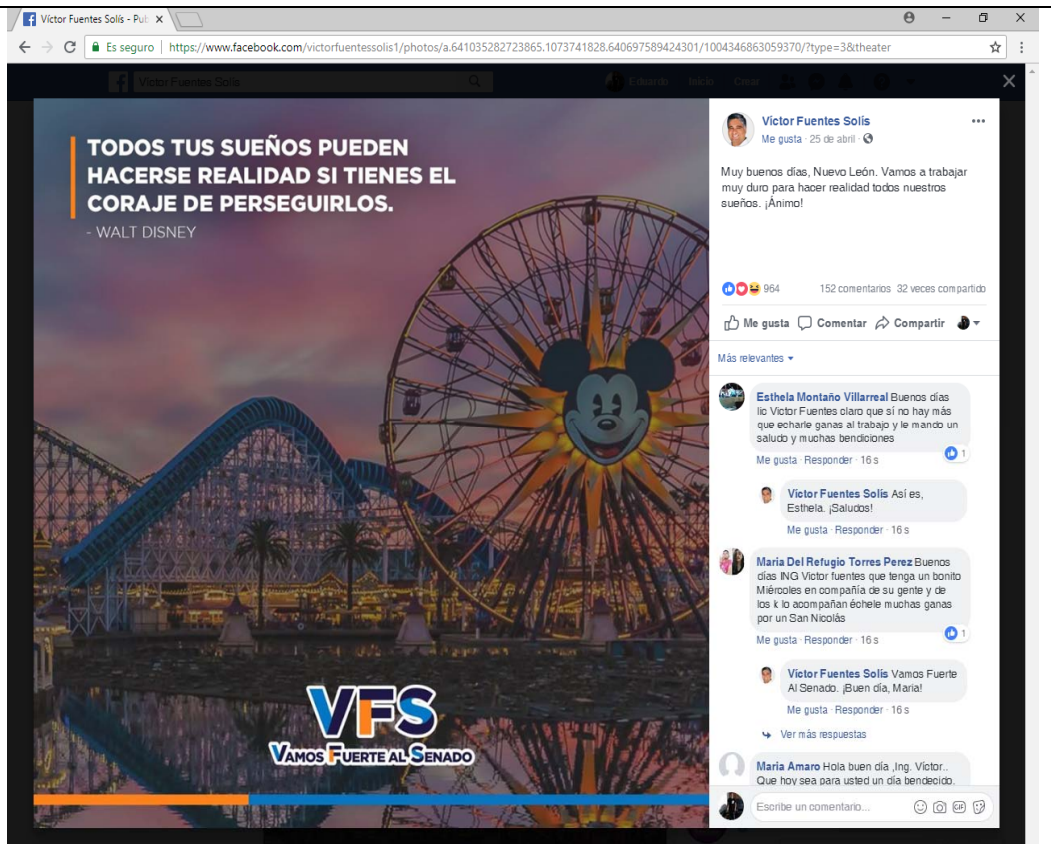 Víctor Fuentes Solís - Pub
Es seguro | https://www.facebook.com/victorfuentessolis1/photos/a.641035282723865.1073741828.640697589424301/1004346863059370/?type=3&theater
Víctor Fuentes Solís
Eduardo Inicio Crear
TODOS TUS SUEÑOS PUEDEN
HACERSE REALIDAD SI TIENES EL
CORAJE DE PERSEGUIRLOS.
- WALT DISNEY
VFS
VAMOS FUERTE AL SENADO
Víctor Fuentes Solís
Me gusta · 25 de abril ·
Muy buenos días, Nuevo León. Vamos a trabajar
muy duro para hacer realidad todos nuestros
sueños. ¡Ánimo!
964 152 comentarios 32 veces compartido
Me gusta Comentar Compartir
Más relevantes
Esthela Montaño Villarreal Buenos días
lic Victor Fuentes claro que sí no hay más
que echarle ganas al trabajo y le mando un
saludo y muchas bendiciones
1
Me gusta · Responder · 16 s
Víctor Fuentes Solís Así es,
Esthela. ¡Saludos!
Me gusta · Responder · 16 s
Maria Del Refugio Torres Perez Buenos
días ING Victor fuentes que tenga un bonito
Miércoles en compañía de su gente y de
los k lo acompañan échele muchas ganas
por un San Nicolás
1
Me gusta · Responder · 16 s
Víctor Fuentes Solís Vamos Fuerte
Al Senado. ¡Buen día, Maria!
Me gusta · Responder · 16 s
Ver más respuestas
Maria Amaro Hola buen día ,Ing. Víctor..
Que hoy sea para usted un día bendecido.
Escribe un comentario...
GIF